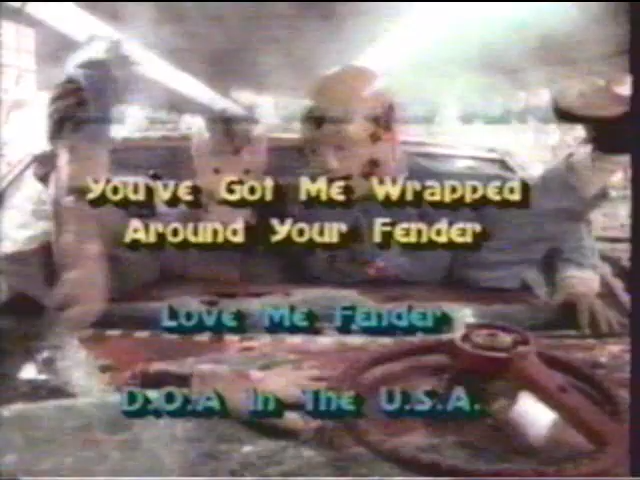 You've Got Me Wrapped
Around Your Fender
Love Me Fender
D.O.A In The U.S.A.